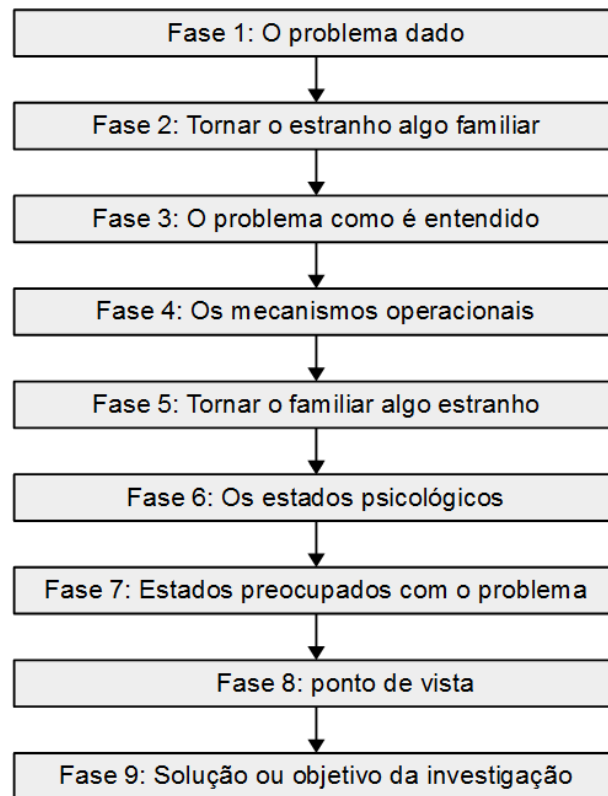 Fase 1: O problema dado
Fase 2: Tornar o estranho algo familiar
Fase 3: O problema como é entendido
Fase 4: Os mecanismos operacionais
Fase 5: Tornar o familiar algo estranho
Fase 6: Os estados psicológicos
Fase 7: Estados preocupados com o problema
Fase 8: ponto de vista
Fase 9: Solução ou objetivo da investigação